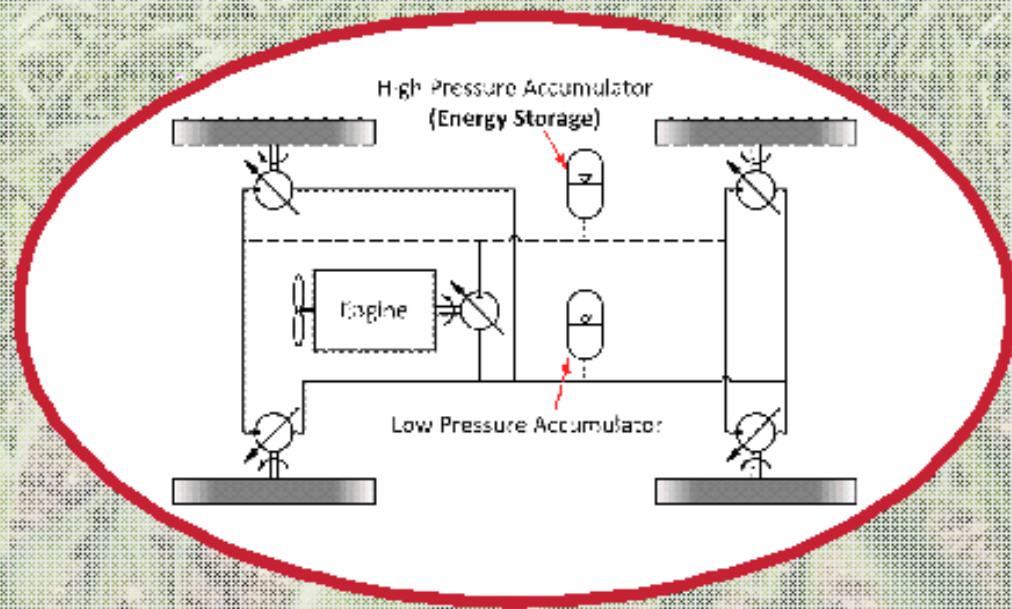 High Pressure Accumulator
(Energy Storage)
Engine
Low Pressure Accumulator